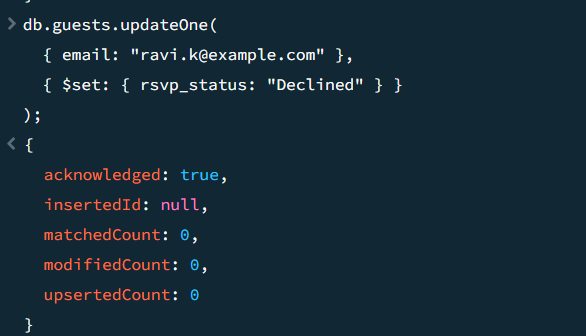 > db.guests.updateOne(
{ email: "ravi.k@example.com" },
{ $set: { rsvp_status: "Declined" } }
);
< {
acknowledged: true,
insertedId: null,
matchedCount: 0,
modifiedCount: 0,
upsertedCount: 0
}